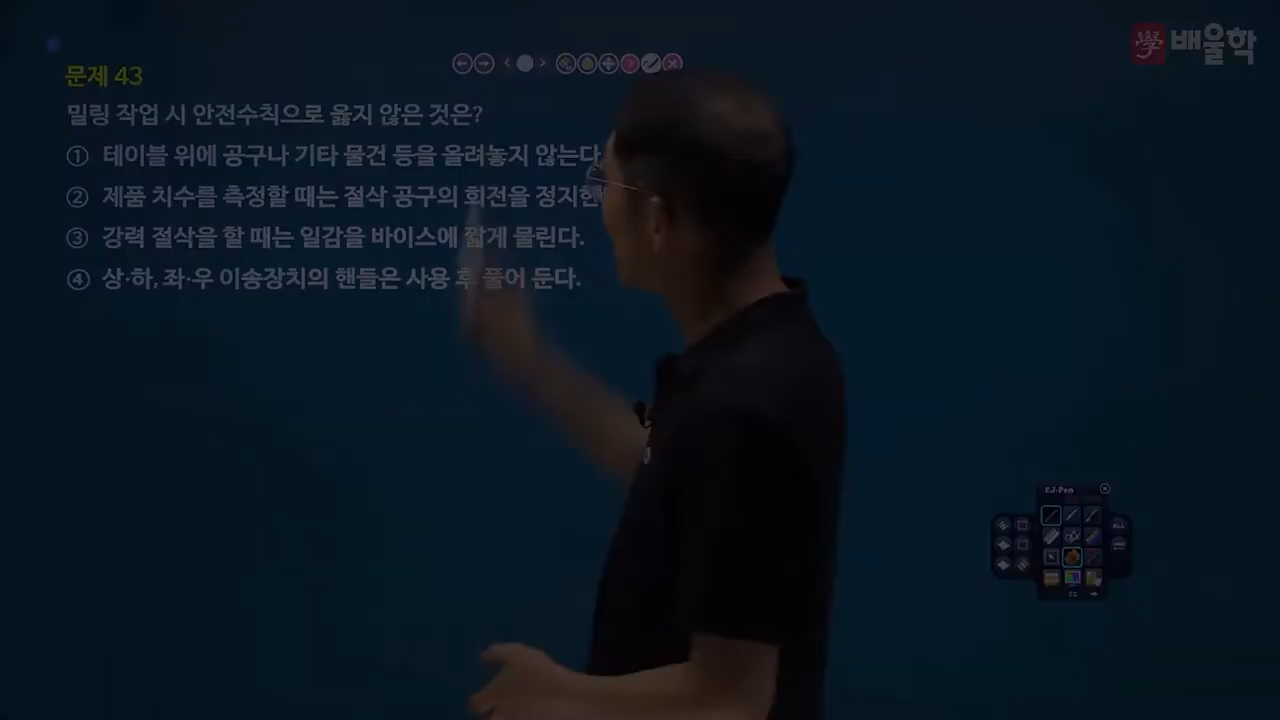 學 배울학
문제 43
밀링 작업 시 안전수칙으로 옳지 않은 것은?
① 테이블 위에 공구나 기타 물건 등을 올려놓지 않는다
② 제품 치수를 측정할 때는 절삭 공구의 회전을 정지한
③ 강력 절삭을 할 때는 일감을 바이스에 짧게 물린다.
④ 상·하, 좌·우 이송장치의 핸들은 사용 후 풀어 둔다.
EJ-Pen
ALL